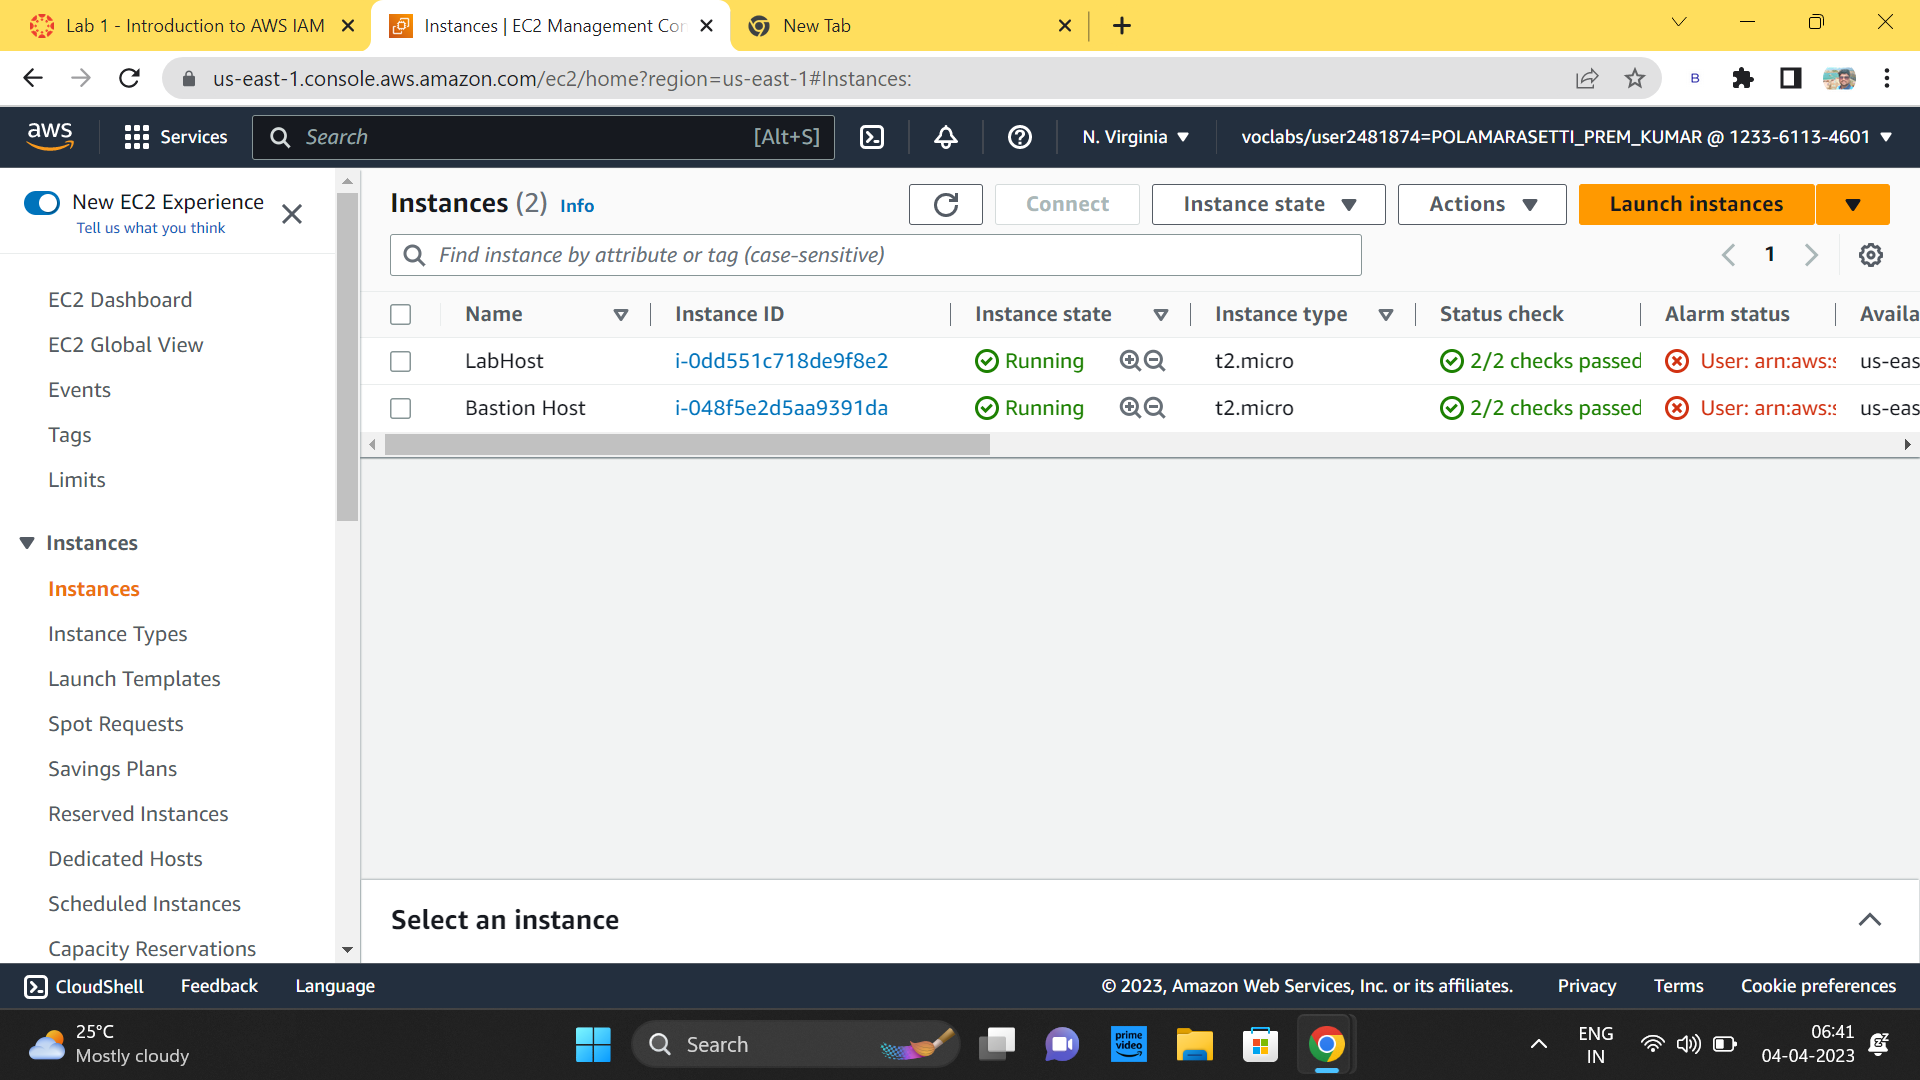 Lab 1 - Introduction to AWS IAM
Instances | EC2 Management Con
New Tab
us-east-1.console.aws.amazon.com/ec2/home?region=us-east-1#Instances:
B
aws
Services
Search
[Alt+S]
N. Virginia
voclabs/user2481874=POLAMARASETTI_PREM_KUMAR @ 1233-6113-4601
New EC2 Experience
Tell us what you think
EC2 Dashboard
EC2 Global View
Events
Tags
Limits
Instances
Instances
Instance Types
Launch Templates
Spot Requests
Savings Plans
Reserved Instances
Dedicated Hosts
Scheduled Instances
Capacity Reservations
Instances (2) Info
Connect
Instance state
Actions
Launch instances
Find instance by attribute or tag (case-sensitive)
1
Name Instance ID Instance state Instance type Status check Alarm status Availa
LabHost i-0dd551c718de9f8e2 Running t2.micro 2/2 checks passed User: arn:aws:s us-eas
Bastion Host i-048f5e2d5aa9391da Running t2.micro 2/2 checks passed User: arn:aws:s us-eas
Select an instance
CloudShell Feedback Language © 2023, Amazon Web Services, Inc. or its affiliates. Privacy Terms Cookie preferences
25°C
Mostly cloudy
Search
prime
video
ENG
IN
06:41
04-04-2023